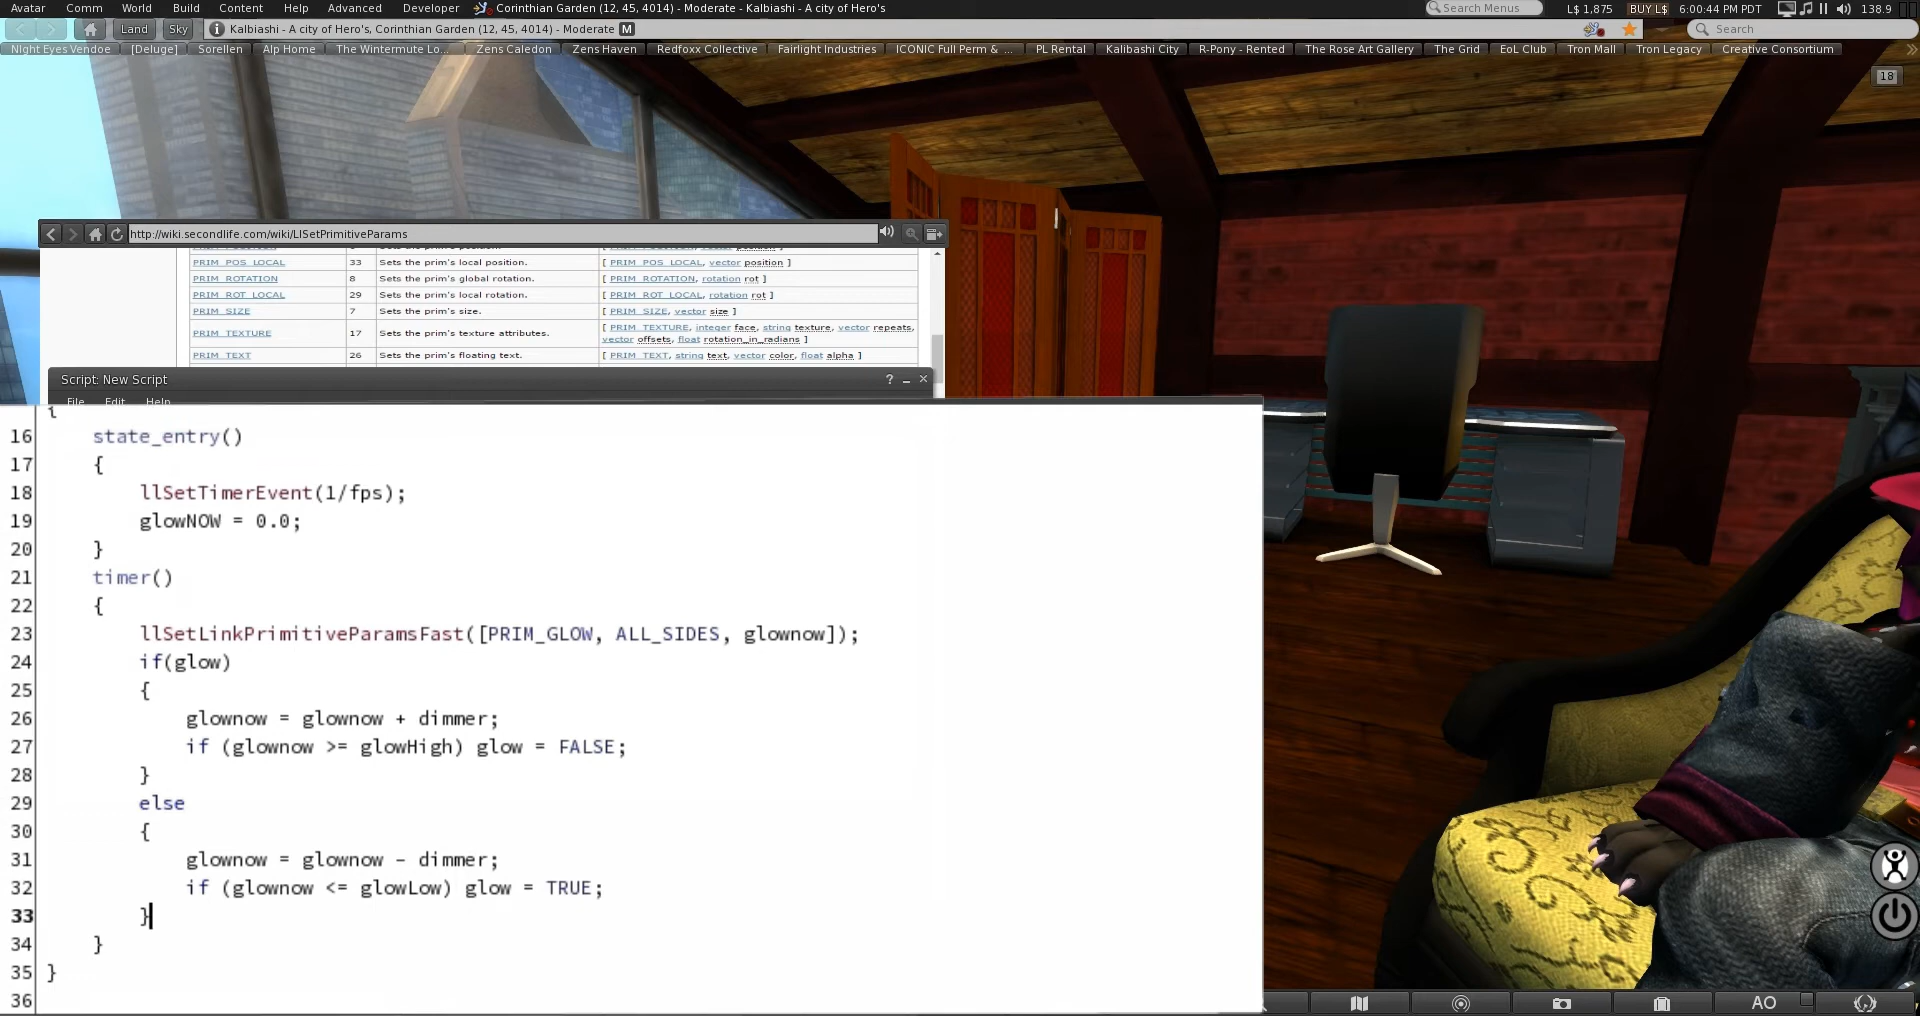 Avatar Comm World Build Content Help Advanced Developer Corinthian Garden (12, 45, 4014) - Moderate - Kalbiashi - A city of Hero's Search Menus L$ 1,875 BUY L$ 6:00:44 PM PDT 138.9
Land Sky Kalbiashi - A city of Hero's, Corinthian Garden (12, 45, 4014) - Moderate M Search
NIght Eyes Vendoe [Deluge] Sorellen Alp Home The Wintermute Lo... Zens Caledon Zens Haven Redfoxx Collective Fairlight Industries ICONIC Full Perm & ... PL Rental Kalibashi City R-Pony - Rented The Rose Art Gallery The Grid EoL Club Tron Mall Tron Legacy Creative Consortium
18
http://wiki.secondlife.com/wiki/LlSetPrimitiveParams
PRIM_POS_LOCAL 33 Sets the prim's local position. [ PRIM_POS_LOCAL, vector position ]
PRIM_ROTATION 8 Sets the prim's global rotation. [ PRIM_ROTATION, rotation rot ]
PRIM_ROT_LOCAL 29 Sets the prim's local rotation. [ PRIM_ROT_LOCAL, rotation rot ]
PRIM_SIZE 7 Sets the prim's size. [ PRIM_SIZE, vector size ]
PRIM_TEXTURE 17 Sets the prim's texture attributes. [ PRIM_TEXTURE, integer face, string texture, vector repeats,
vector offsets, float rotation_in_radians ]
PRIM_TEXT 26 Sets the prim's floating text. [ PRIM_TEXT, string text, vector color, float alpha ]
Script: New Script
File Edit Help
{
16 state_entry()
17 {
18 llSetTimerEvent(1/fps);
19 glowNOW = 0.0;
20 }
21 timer()
22 {
23 llSetLinkPrimitiveParamsFast([PRIM_GLOW, ALL_SIDES, glownow]);
24 if(glow)
25 {
26 glownow = glownow + dimmer;
27 if (glownow >= glowHigh) glow = FALSE;
28 }
29 else
30 {
31 glownow = glownow - dimmer;
32 if (glownow <= glowLow) glow = TRUE;
33 }
34 }
35 }
36
AO